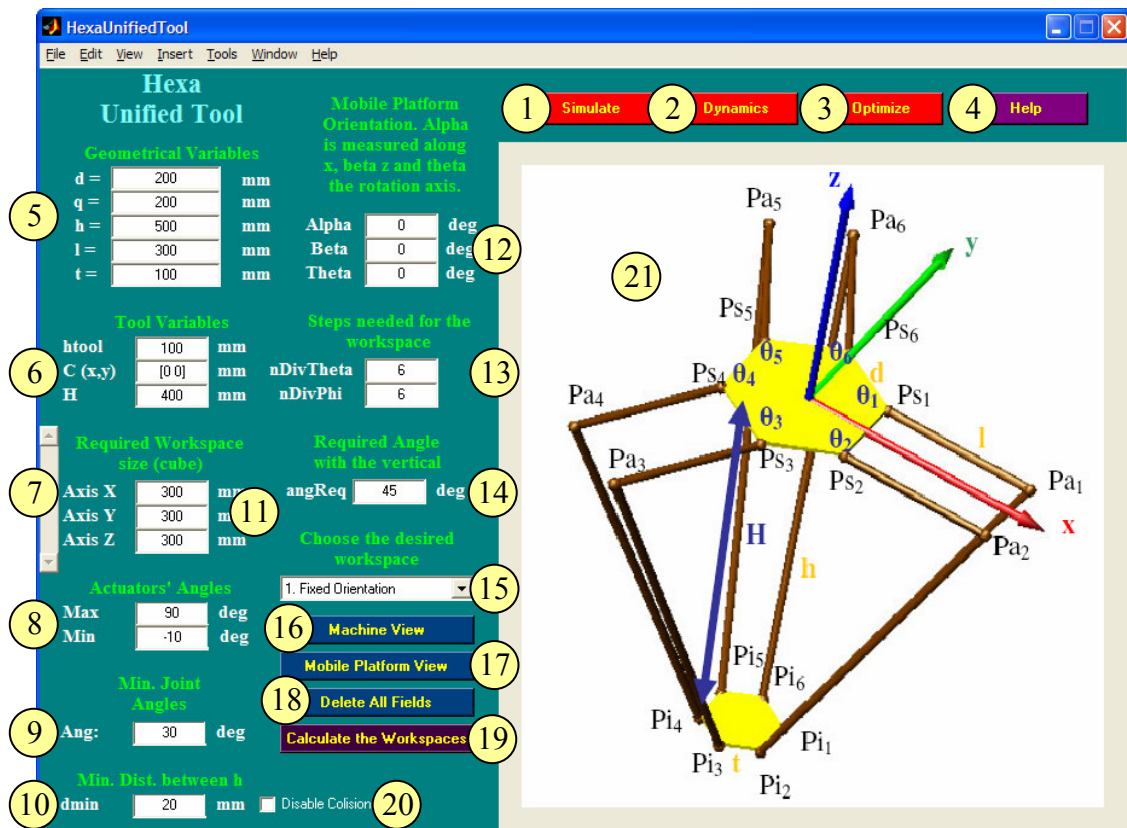 HexaUnifiedTool
File Edit View Insert Tools Window Help
Hexa
Unified Tool
Geometrical Variables
d = 200 mm
q = 200 mm
5
h = 500 mm
l = 300 mm
t = 100 mm
Mobile Platform
Orientation. Alpha
is measured along
x, beta z and theta
the rotation axis.
Alpha 0 deg
Beta 0 deg
12
Theta 0 deg
Tool Variables
htool 100 mm
6 C (x,y) [0 0] mm
H 400 mm
Steps needed for the
workspace
nDivTheta 6
13
nDivPhi 6
Required Workspace
size (cube)
7 Axis X 300 mm
Axis Y 300 m 11
Axis Z 300 mm
Required Angle
with the vertical
angReq 45 deg 14
Choose the desired
workspace
1. Fixed Orientation 15
Actuators' Angles
Max 90 deg
8
Min -10 deg
16 Machine View
Mobile Platform View 17
18 Delete All Fields
Calculate the Workspaces 19
Min. Joint
Angles
9 Ang: 30 deg
Min. Dist. between h
10 dmin 20 mm Disable Colision 20
1 Simulate 2 Dynamics 3 Optimize 4 Help
21
z
Pa5
Pa6
y
Ps5
Ps6
θ5
θ6
Ps4
θ4
d
θ1
Ps1
Pa4
θ3
θ2
l
Pa3
Ps3
Ps2
Pa1
x
H
Pa2
h
Pi5
Pi6
Pi4
Pi1
Pi3
t
Pi2